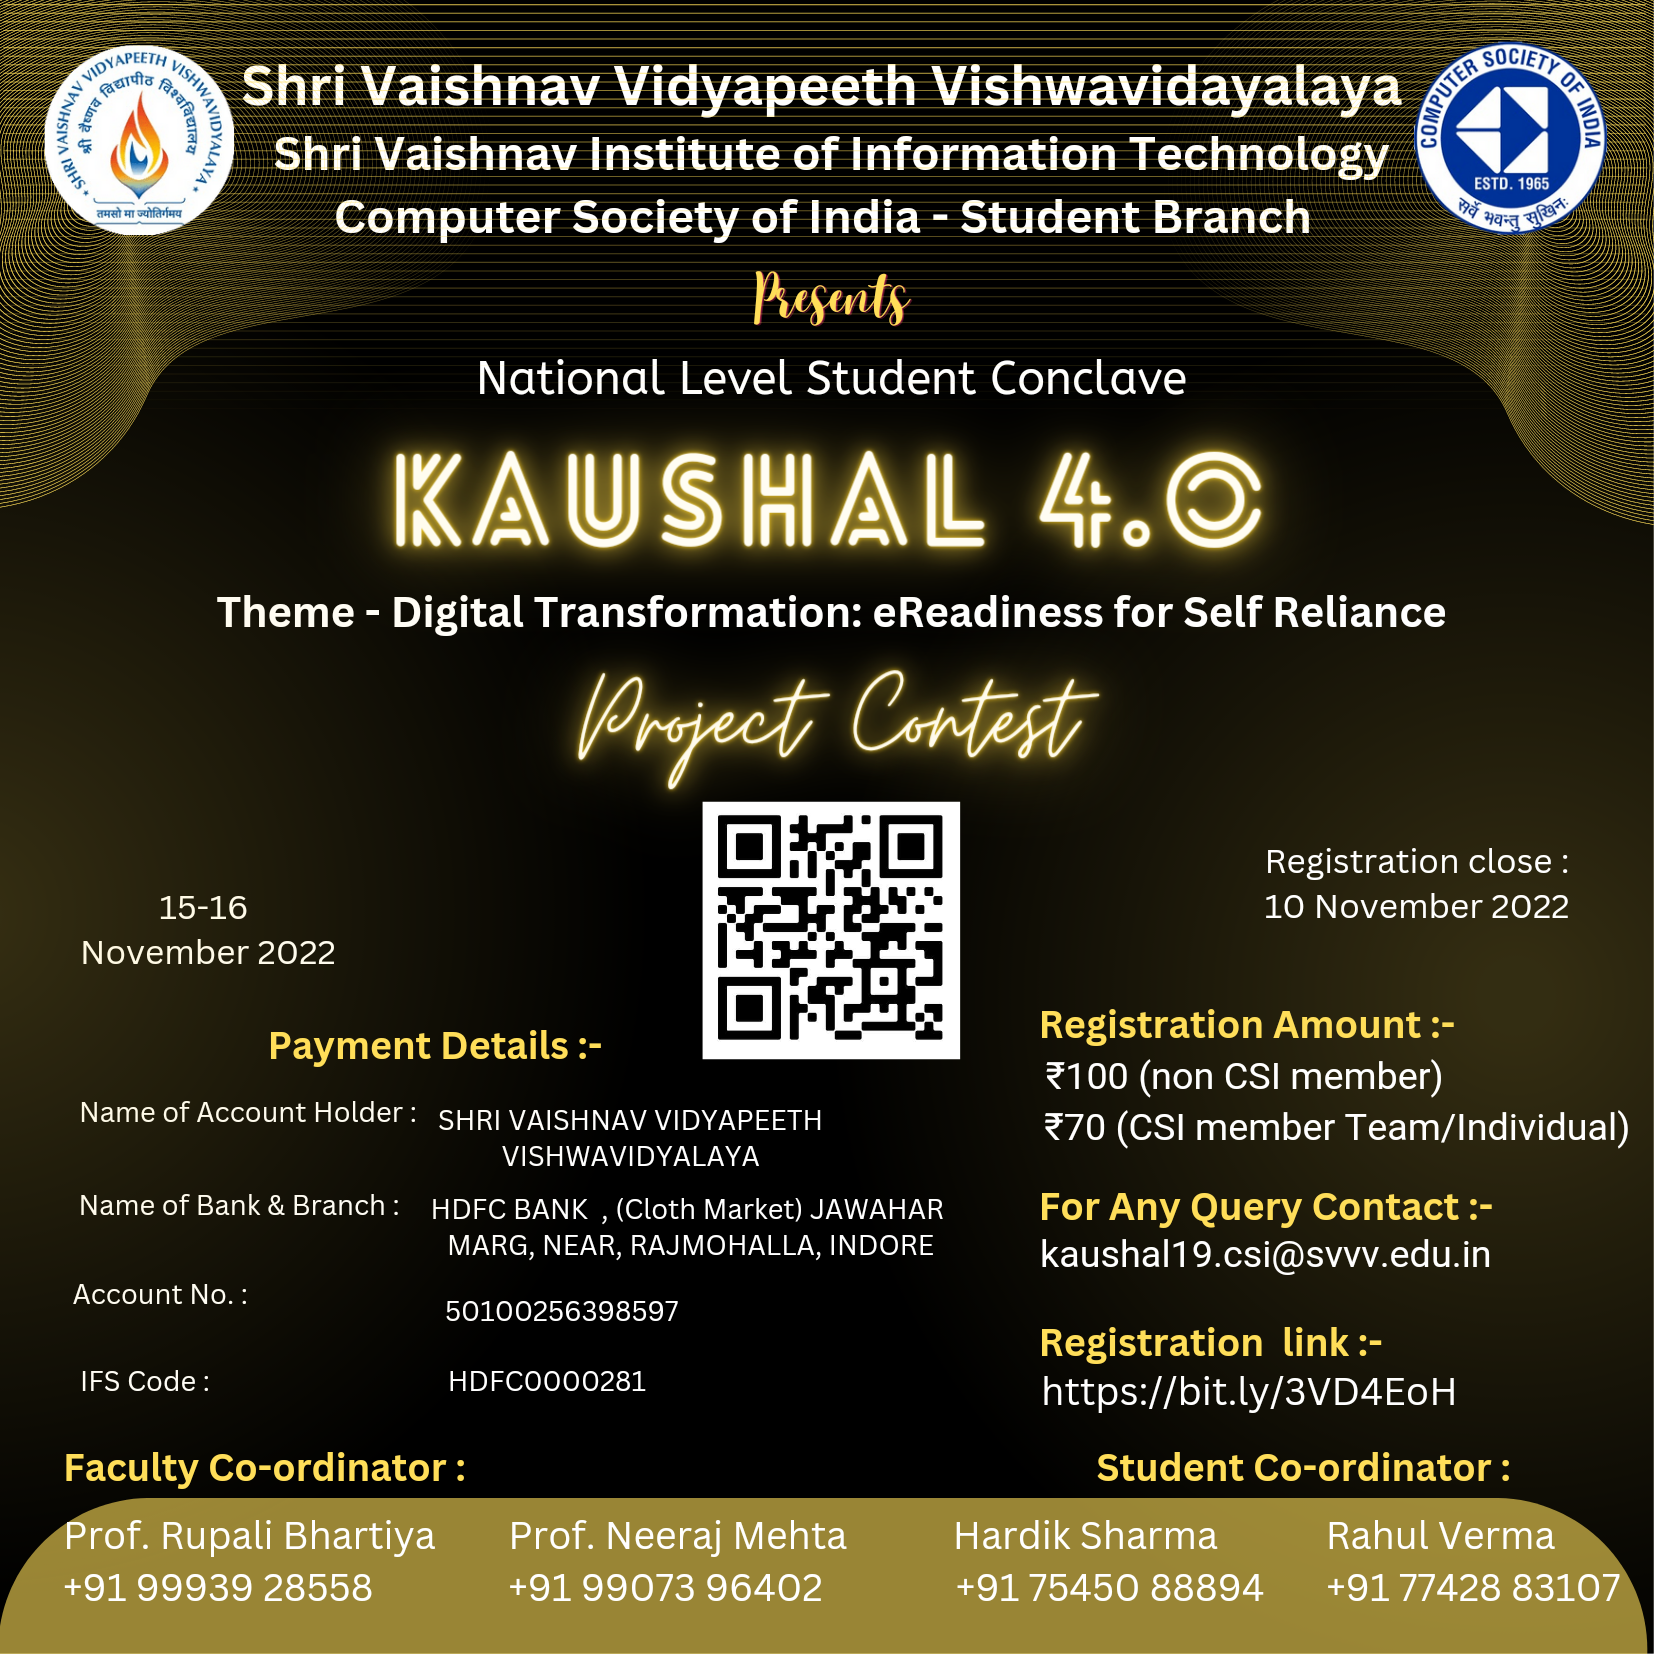 SHRI VAISHNAV VIDYAPEETH VISHWAVIDYALAYA
श्री वैष्णव विद्यापीठ विश्वविद्यालय
तमसो मा ज्योतिर्गमय
Shri Vaishnav Vidyapeeth Vishwavidayalaya
Shri Vaishnav Institute of Information Technology
Computer Society of India - Student Branch
COMPUTER SOCIETY OF INDIA
ESTD. 1965
सर्वे भवन्तु सुखिनः
Presents
National Level Student Conclave
KAUSHAL 4.0
Theme - Digital Transformation: eReadiness for Self Reliance
Project Contest
15-16
November 2022
Registration close :
10 November 2022
Payment Details :-
Name of Account Holder : SHRI VAISHNAV VIDYAPEETH
VISHWAVIDYALAYA
Name of Bank & Branch : HDFC BANK , (Cloth Market) JAWAHAR
MARG, NEAR, RAJMOHALLA, INDORE
Account No. : 50100256398597
IFS Code : HDFC0000281
Registration Amount :-
₹100 (non CSI member)
₹70 (CSI member Team/Individual)
For Any Query Contact :-
kaushal19.csi@svvv.edu.in
Registration link :-
https://bit.ly/3VD4EoH
Faculty Co-ordinator :
Prof. Rupali Bhartiya
+91 99939 28558
Prof. Neeraj Mehta
+91 99073 96402
Student Co-ordinator :
Hardik Sharma
+91 75450 88894
Rahul Verma
+91 77428 83107